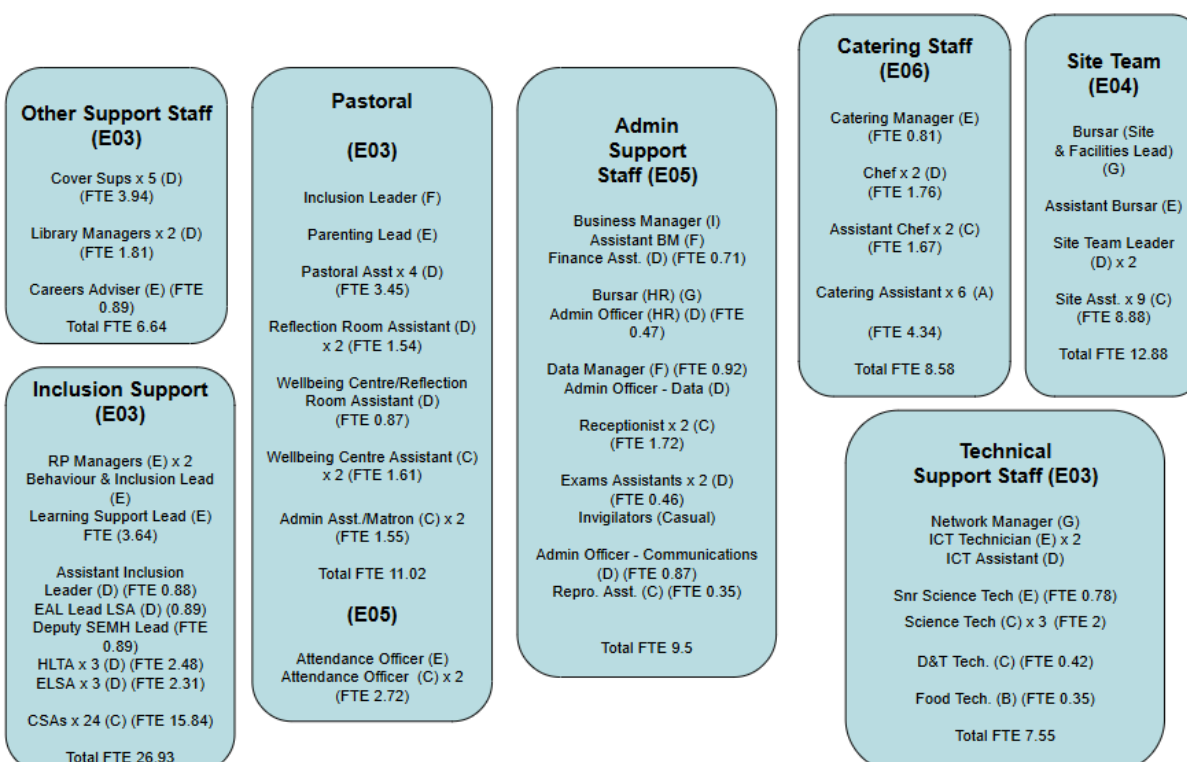 Other Support Staff
(E03)
Cover Sups x 5 (D)
(FTE 3.94)
Library Managers x 2 (D)
(FTE 1.81)
Careers Adviser (E) (FTE
0.89)
Total FTE 6.64
Inclusion Support
(E03)
RP Managers (E) x 2
Behaviour & Inclusion Lead
(E)
Learning Support Lead (E)
FTE (3.64)
Assistant Inclusion
Leader (D) (FTE 0.88)
EAL Lead LSA (D) (0.89)
Deputy SEMH Lead (FTE
0.89)
HLTA x 3 (D) (FTE 2.48)
ELSA x 3 (D) (FTE 2.31)
CSAs x 24 (C) (FTE 15.84)
Total FTE 26.93
Pastoral
(E03)
Inclusion Leader (F)
Parenting Lead (E)
Pastoral Asst x 4 (D)
(FTE 3.45)
Reflection Room Assistant (D)
x 2 (FTE 1.54)
Wellbeing Centre/Reflection
Room Assistant (D)
(FTE 0.87)
Wellbeing Centre Assistant (C)
x 2 (FTE 1.61)
Admin Asst./Matron (C) x 2
(FTE 1.55)
Total FTE 11.02
(E05)
Attendance Officer (E)
Attendance Officer (C) x 2
(FTE 2.72)
Admin
Support
Staff (E05)
Business Manager (I)
Assistant BM (F)
Finance Asst. (D) (FTE 0.71)
Bursar (HR) (G)
Admin Officer (HR) (D) (FTE
0.47)
Data Manager (F) (FTE 0.92)
Admin Officer - Data (D)
Receptionist x 2 (C)
(FTE 1.72)
Exams Assistants x 2 (D)
(FTE 0.46)
Invigilators (Casual)
Admin Officer - Communications
(D) (FTE 0.87)
Repro. Asst. (C) (FTE 0.35)
Total FTE 9.5
Catering Staff
(E06)
Catering Manager (E)
(FTE 0.81)
Chef x 2 (D)
(FTE 1.76)
Assistant Chef x 2 (C)
(FTE 1.67)
Catering Assistant x 6 (A)
(FTE 4.34)
Total FTE 8.58
Site Team
(E04)
Bursar (Site
& Facilities Lead)
(G)
Assistant Bursar (E)
Site Team Leader
(D) x 2
Site Asst. x 9 (C)
(FTE 8.88)
Total FTE 12.88
Technical
Support Staff (E03)
Network Manager (G)
ICT Technician (E) x 2
ICT Assistant (D)
Snr Science Tech (E) (FTE 0.78)
Science Tech (C) x 3 (FTE 2)
D&T Tech. (C) (FTE 0.42)
Food Tech. (B) (FTE 0.35)
Total FTE 7.55